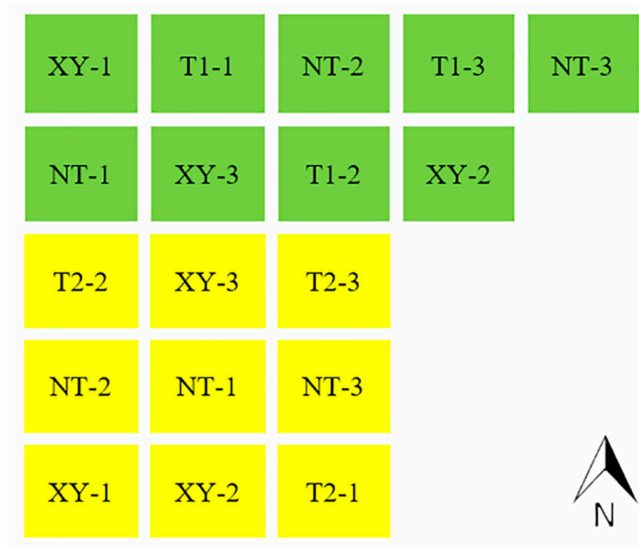 XY-1 T1-1 NT-2 T1-3 NT-3
NT-1 XY-3 T1-2 XY-2
T2-2 XY-3 T2-3
NT-2 NT-1 NT-3
XY-1 XY-2 T2-1
N